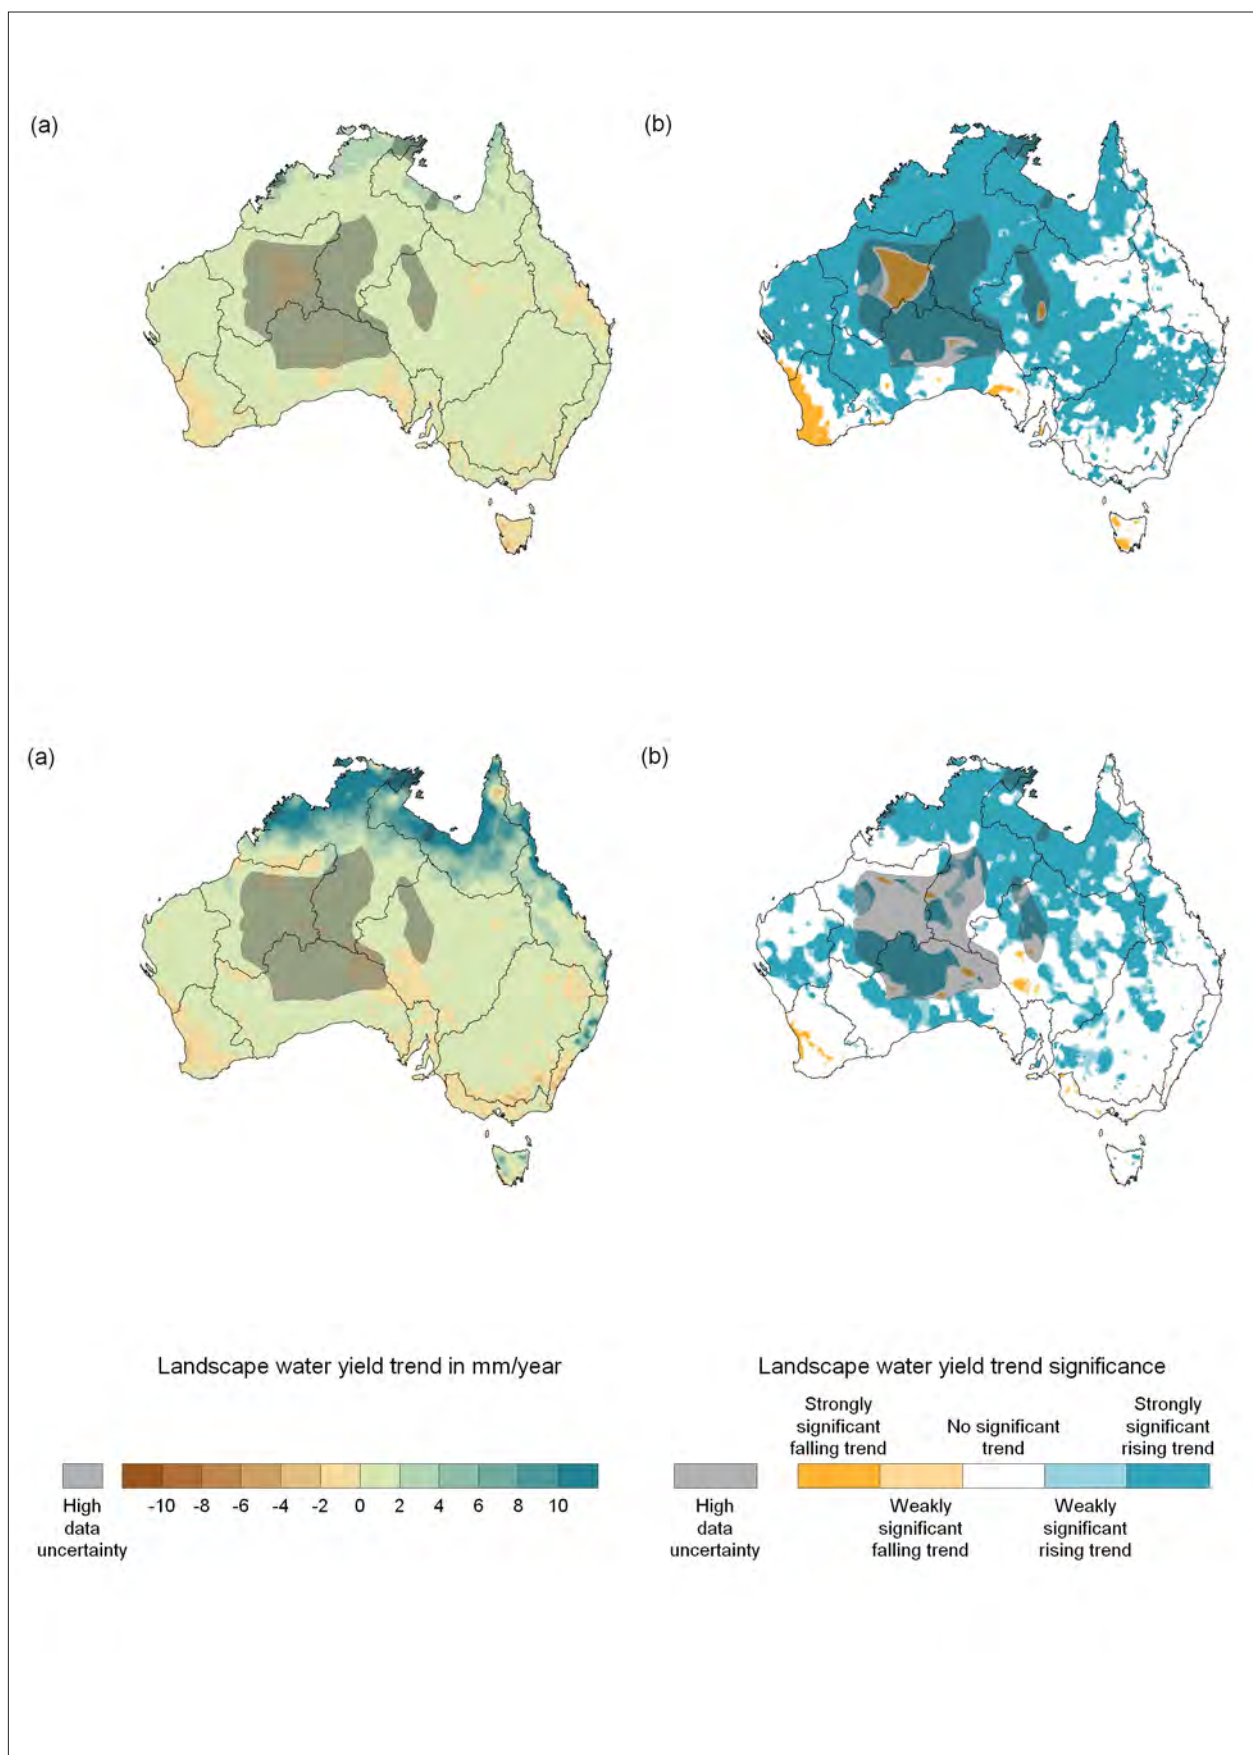 (a)
(b)
(a)
(b)
Landscape water yield trend in mm/year
-10 -8 -6 -4 -2 0 2 4 6 8 10
High
data
uncertainty
Landscape water yield trend significance
Strongly
significant
falling trend
No significant
trend
Strongly
significant
rising trend
High
data
uncertainty
Weakly
significant
falling trend
Weakly
significant
rising trend